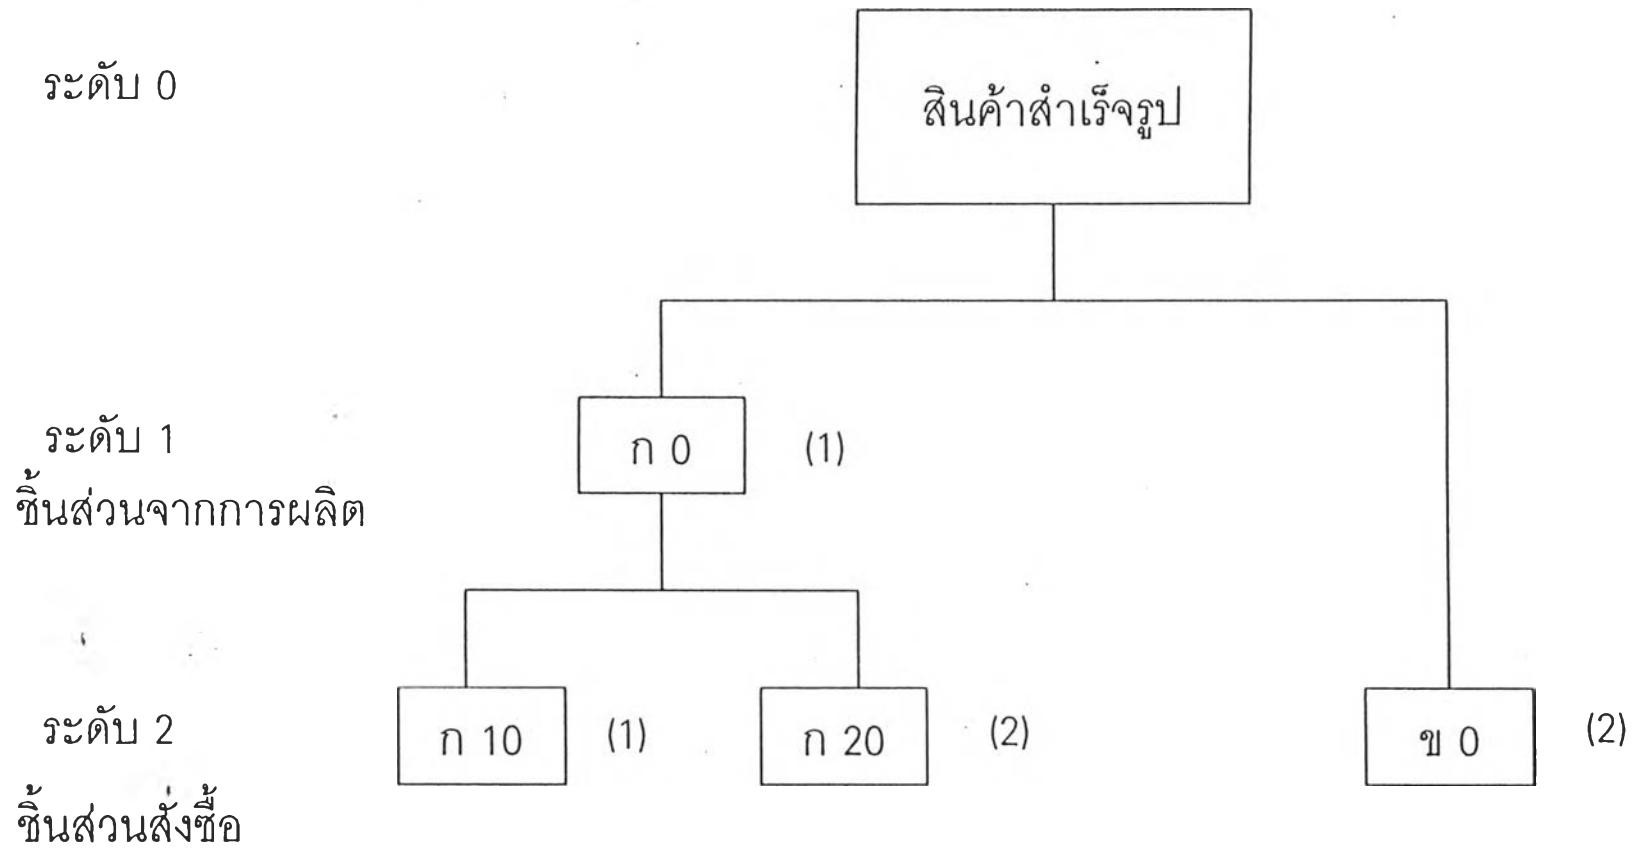 ระดับ 0
สินค้าสำเร็จรูป
ระดับ 1
ชิ้นส่วนจากการผลิต
ก 0 (1)
ระดับ 2
ชิ้นส่วนสั่งซื้อ
ก 10 (1)
ก 20 (2)
ข 0 (2)